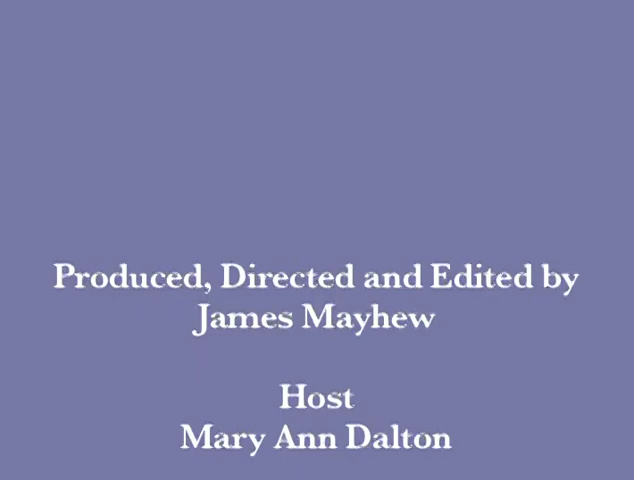 Produced, Directed and Edited by
James Mayhew
Host
Mary Ann Dalton